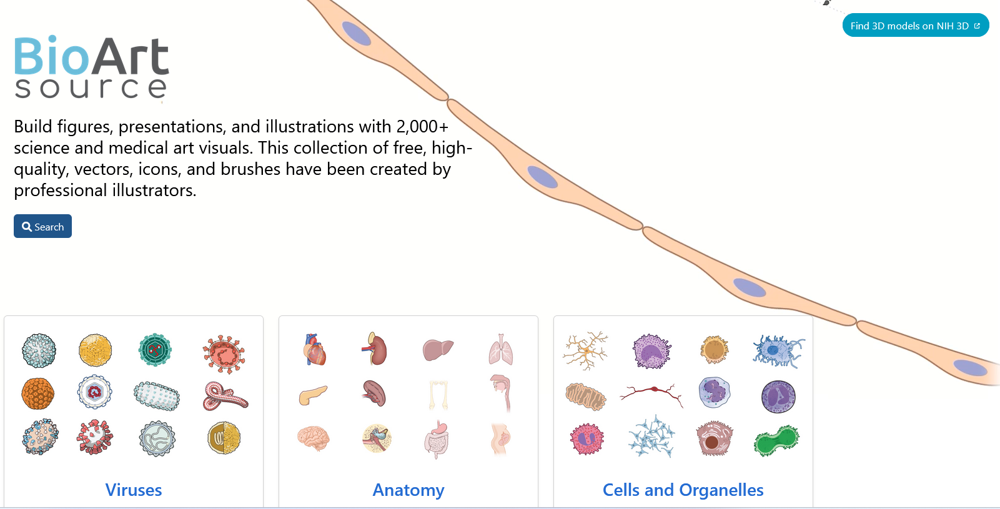 Find 3D models on NIH 3D
BioArt
source
Build figures, presentations, and illustrations with 2,000+
science and medical art visuals. This collection of free, high-
quality, vectors, icons, and brushes have been created by
professional illustrators.
Search
Viruses
Anatomy
Cells and Organelles